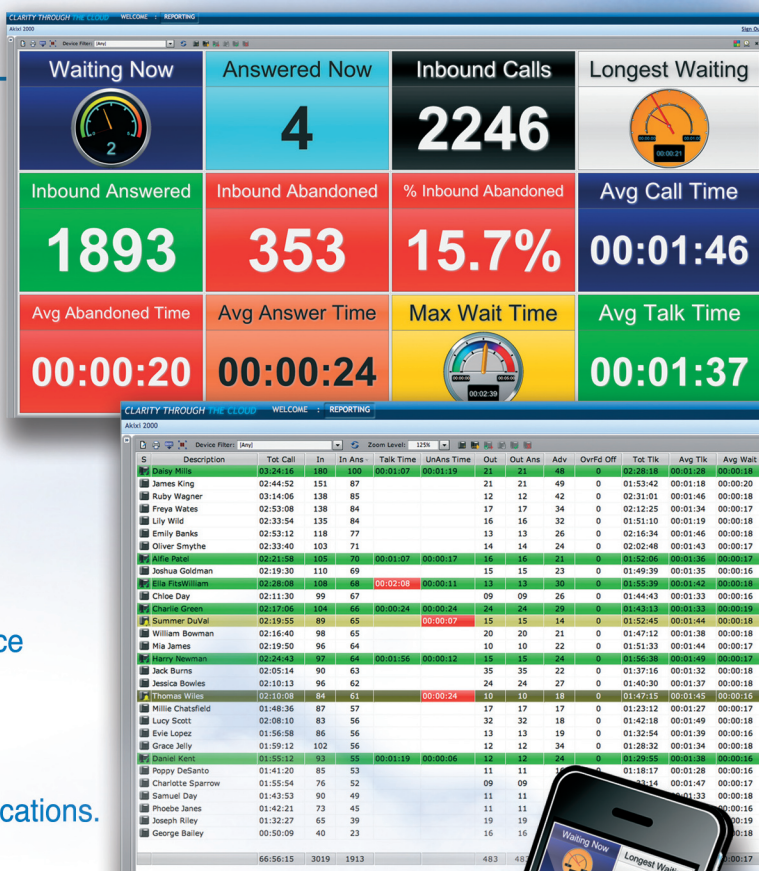 CLARITY THROUGH THE CLOUD WELCOME : REPORTING
Akixi 2000 Sign Ou
Device Filter: [Any]
Waiting Now Answered Now Inbound Calls Longest Waiting
2 4 2246 00:00:21
Inbound Answered Inbound Abandoned % Inbound Abandoned Avg Call Time
1893 353 15.7% 00:01:46
Avg Abandoned Time Avg Answer Time Max Wait Time Avg Talk Time
00:00:20 00:00:24 00:02:39 00:01:37
CLARITY THROUGH THE CLOUD WELCOME : REPORTING
Akixi 2000
Device Filter: [Any] Zoom Level: 125%
S Description Tot Call In In Ans Talk Time UnAns Time Out Out Ans Adv OvrFd Off Tot Tlk Avg Tlk Avg Wait
Daisy Mills 03:24:16 180 100 00:01:07 00:01:19 21 21 48 0 02:28:18 00:01:28 00:00:18
James King 02:44:52 151 87 21 21 49 0 01:53:42 00:01:18 00:00:20
Ruby Wagner 03:14:06 138 85 12 12 42 0 02:31:01 00:01:46 00:00:18
Freya Wates 02:53:08 138 84 17 17 34 0 02:12:25 00:01:34 00:00:17
Lily Wild 02:33:54 135 84 16 16 32 0 01:51:10 00:01:19 00:00:18
Emily Banks 02:53:12 118 77 13 13 26 0 02:16:34 00:01:46 00:00:18
Oliver Smythe 02:33:40 103 71 14 14 24 0 02:02:48 00:01:43 00:00:17
Alfie Patel 02:21:58 105 70 00:01:07 00:00:17 16 16 21 0 01:52:06 00:01:36 00:00:17
Joshua Goldman 02:19:30 110 69 15 15 23 0 01:49:39 00:01:35 00:00:16
Ella FitsWilliam 02:28:08 108 68 00:02:08 00:00:11 13 13 30 0 01:55:39 00:01:42 00:00:18
Chloe Day 02:11:30 99 67 09 09 26 0 01:44:43 00:01:33 00:00:16
Charlie Green 02:17:06 104 66 00:00:24 00:00:24 24 24 29 0 01:43:13 00:01:33 00:00:19
Summer DuVal 02:19:55 89 65 00:00:07 15 15 14 0 01:52:45 00:01:44 00:00:18
William Bowman 02:16:40 98 65 20 20 21 0 01:47:12 00:01:38 00:00:18
Mia James 02:19:50 96 64 10 10 22 0 01:51:33 00:01:44 00:00:17
Harry Newman 02:24:43 97 64 00:01:56 00:00:12 15 15 24 0 01:56:38 00:01:49 00:00:17
Jack Burns 02:05:14 90 63 35 35 22 0 01:37:16 00:01:32 00:00:18
Jessica Bowles 02:10:13 96 62 24 24 27 0 01:40:30 00:01:37 00:00:18
Thomas Wiles 02:10:08 84 61 00:00:24 10 10 18 0 01:47:15 00:01:45 00:00:16
Millie Chatsfield 01:48:36 87 57 17 17 17 0 01:23:12 00:01:27 00:00:17
Lucy Scott 02:08:10 83 56 32 32 18 0 01:42:18 00:01:49 00:00:18
Evie Lopez 01:56:58 86 56 13 13 19 0 01:32:54 00:01:39 00:00:16
Grace Jelly 01:59:12 102 56 12 12 34 0 01:28:32 00:01:34 00:00:18
Daniel Kent 01:55:12 93 55 00:01:19 00:00:06 12 12 24 0 01:29:55 00:01:38 00:00:16
Poppy DeSanto 01:41:20 85 53 11 11 0 01:18:17 00:01:28 00:00:16
Charlotte Sparrow 01:55:54 76 52 09 09 :14 00:01:47 00:00:17
Samuel Day 01:43:53 90 49 11 11 :01:33 00:00:18
Phoebe Janes 01:42:21 73 45 11 11 00:00:16
Joseph Riley 01:32:27 65 39 19 19 00:00:19
George Bailey 00:50:09 40 23 16 16 0:00:18
66:56:15 3019 1913 483 483 0:00:17
Waiting Now Longest Wai
ce
cations.